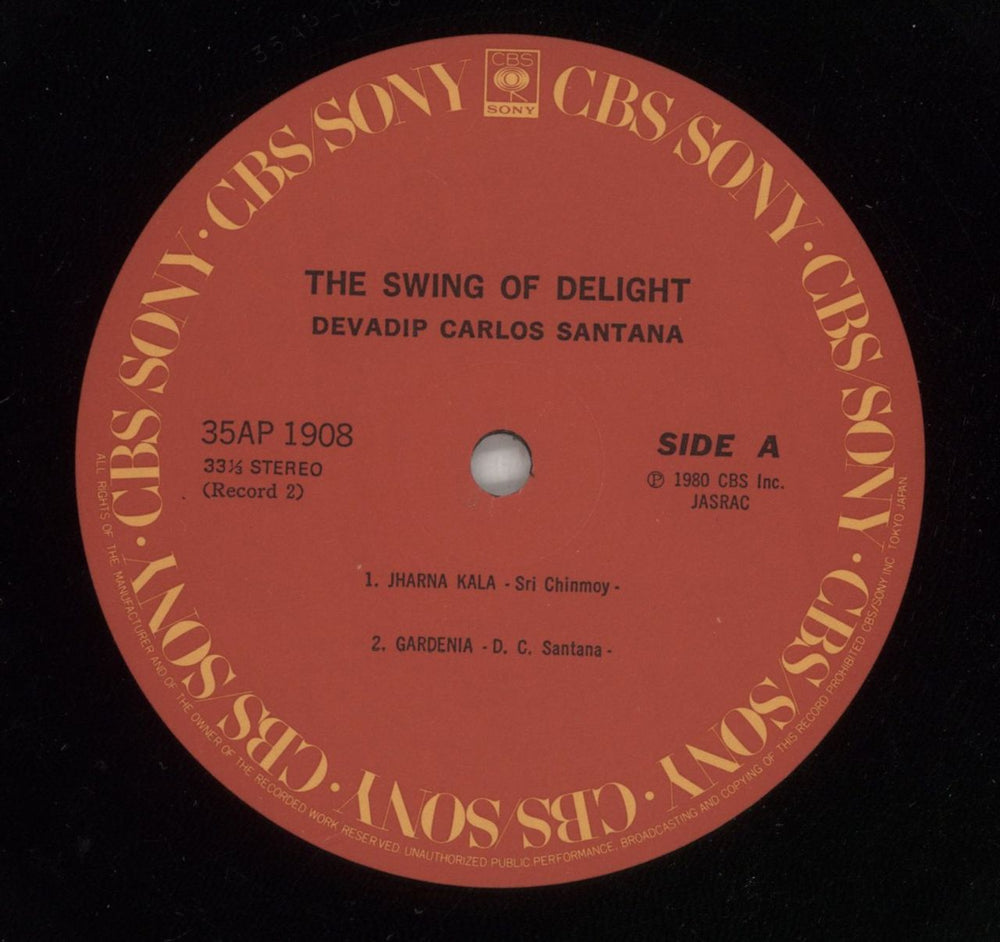 CBS
SONY
CBS/SONY · CBS/SONY · CBS/SONY · CBS/SONY · CBS/SONY · CBS/SONY · CBS/SONY · CBS/SONY
THE SWING OF DELIGHT
DEVADIP CARLOS SANTANA
35AP 1908
33⅓ STEREO
(Record 2)
SIDE A
Ⓟ 1980 CBS Inc.
JASRAC
1. JHARNA KALA - Sri Chinmoy -
2. GARDENIA - D. C. Santana -
ALL RIGHTS OF THE MANUFACTURER AND OF THE OWNER OF THE RECORDED WORK RESERVED UNAUTHORIZED PUBLIC PERFORMANCE, BROADCASTING AND COPYING OF THIS RECORD PROHIBITED CBS/SONY INC TOKYO JAPAN